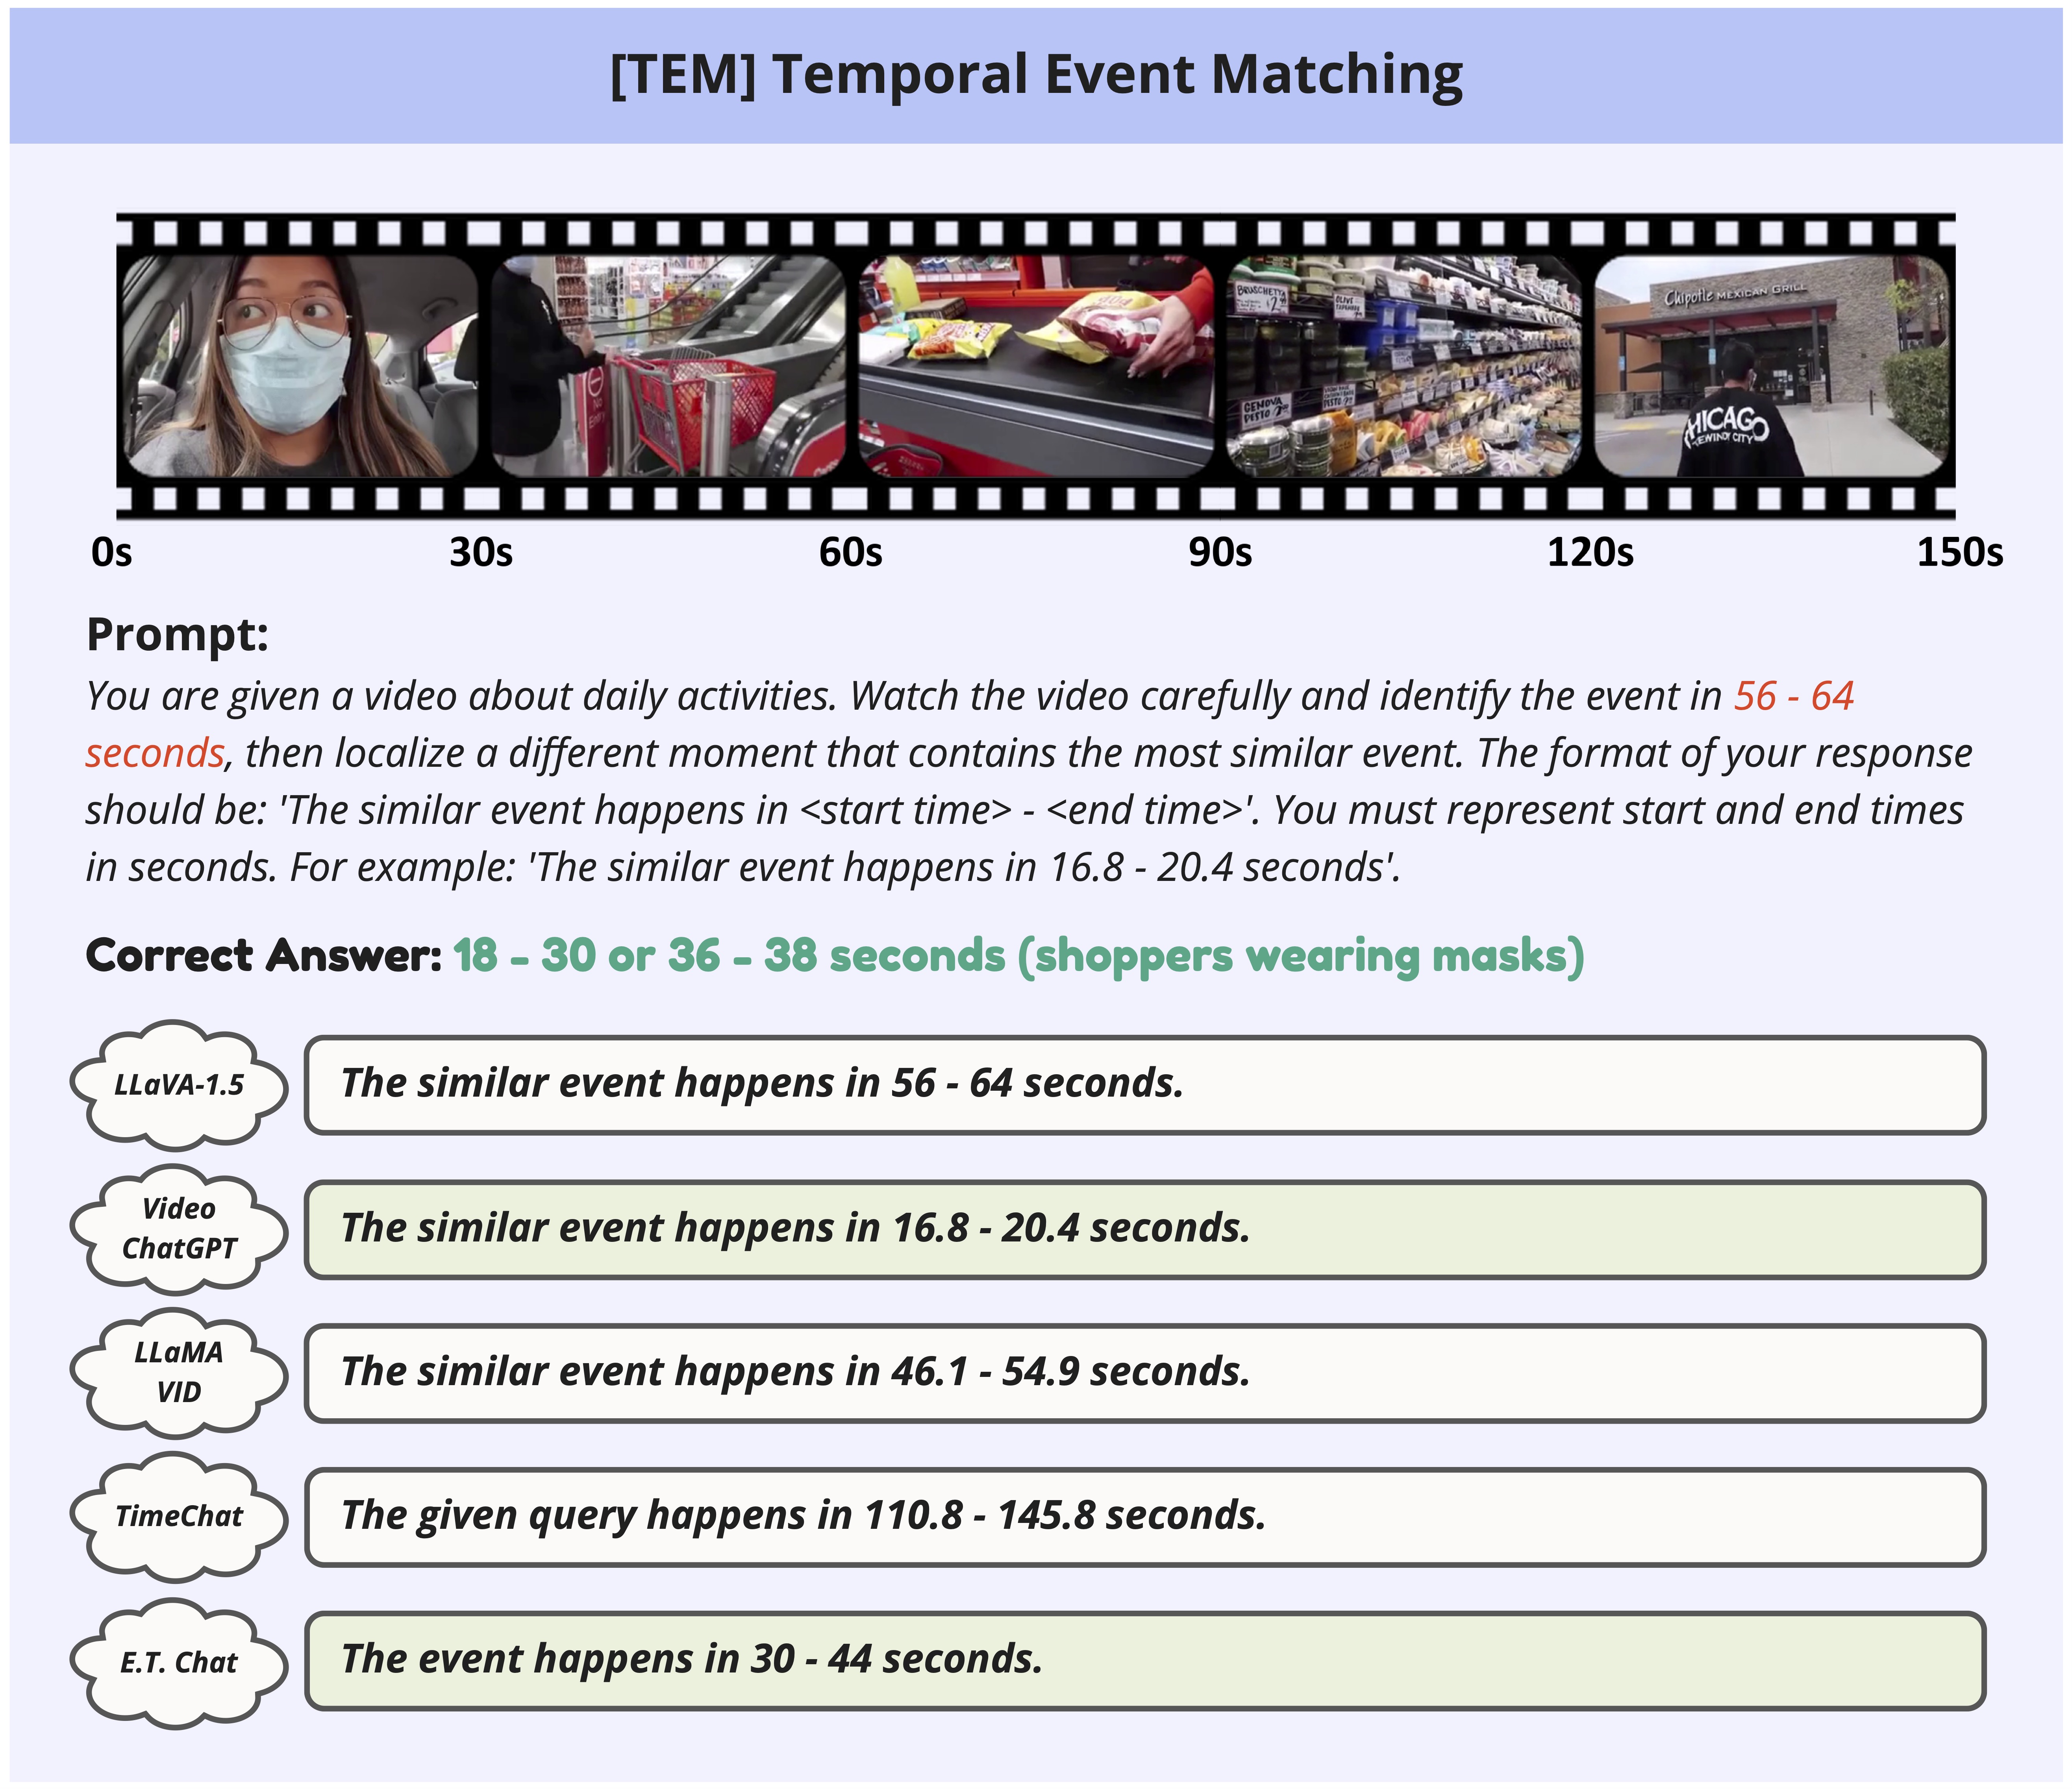 [TEM] Temporal Event Matching
BRUSCHETTA
OLIVE
GENOVA
PESTO
Chipotle MEXICAN GRILL
HICAGO
WINDY CITY
0s 30s 60s 90s 120s 150s
Prompt:
You are given a video about daily activities. Watch the video carefully and identify the event in 56 - 64
seconds, then localize a different moment that contains the most similar event. The format of your response
should be: 'The similar event happens in <start time> - <end time>'. You must represent start and end times
in seconds. For example: 'The similar event happens in 16.8 - 20.4 seconds'.
Correct Answer: 18 - 30 or 36 - 38 seconds (shoppers wearing masks)
LLaVA-1.5
The similar event happens in 56 - 64 seconds.
Video
ChatGPT
The similar event happens in 16.8 - 20.4 seconds.
LLaMA
VID
The similar event happens in 46.1 - 54.9 seconds.
TimeChat
The given query happens in 110.8 - 145.8 seconds.
E.T. Chat
The event happens in 30 - 44 seconds.